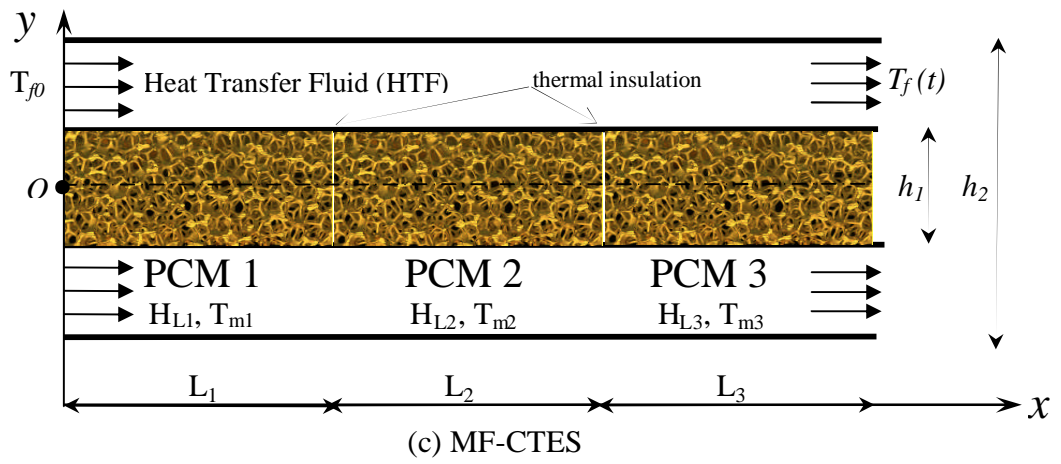 y
T_f0
Heat Transfer Fluid (HTF)
thermal insulation
T_f (t)
O
h_1
h_2
PCM 1
PCM 2
PCM 3
H_L1, T_m1
H_L2, T_m2
H_L3, T_m3
L_1
L_2
L_3
x
(c) MF-CTES